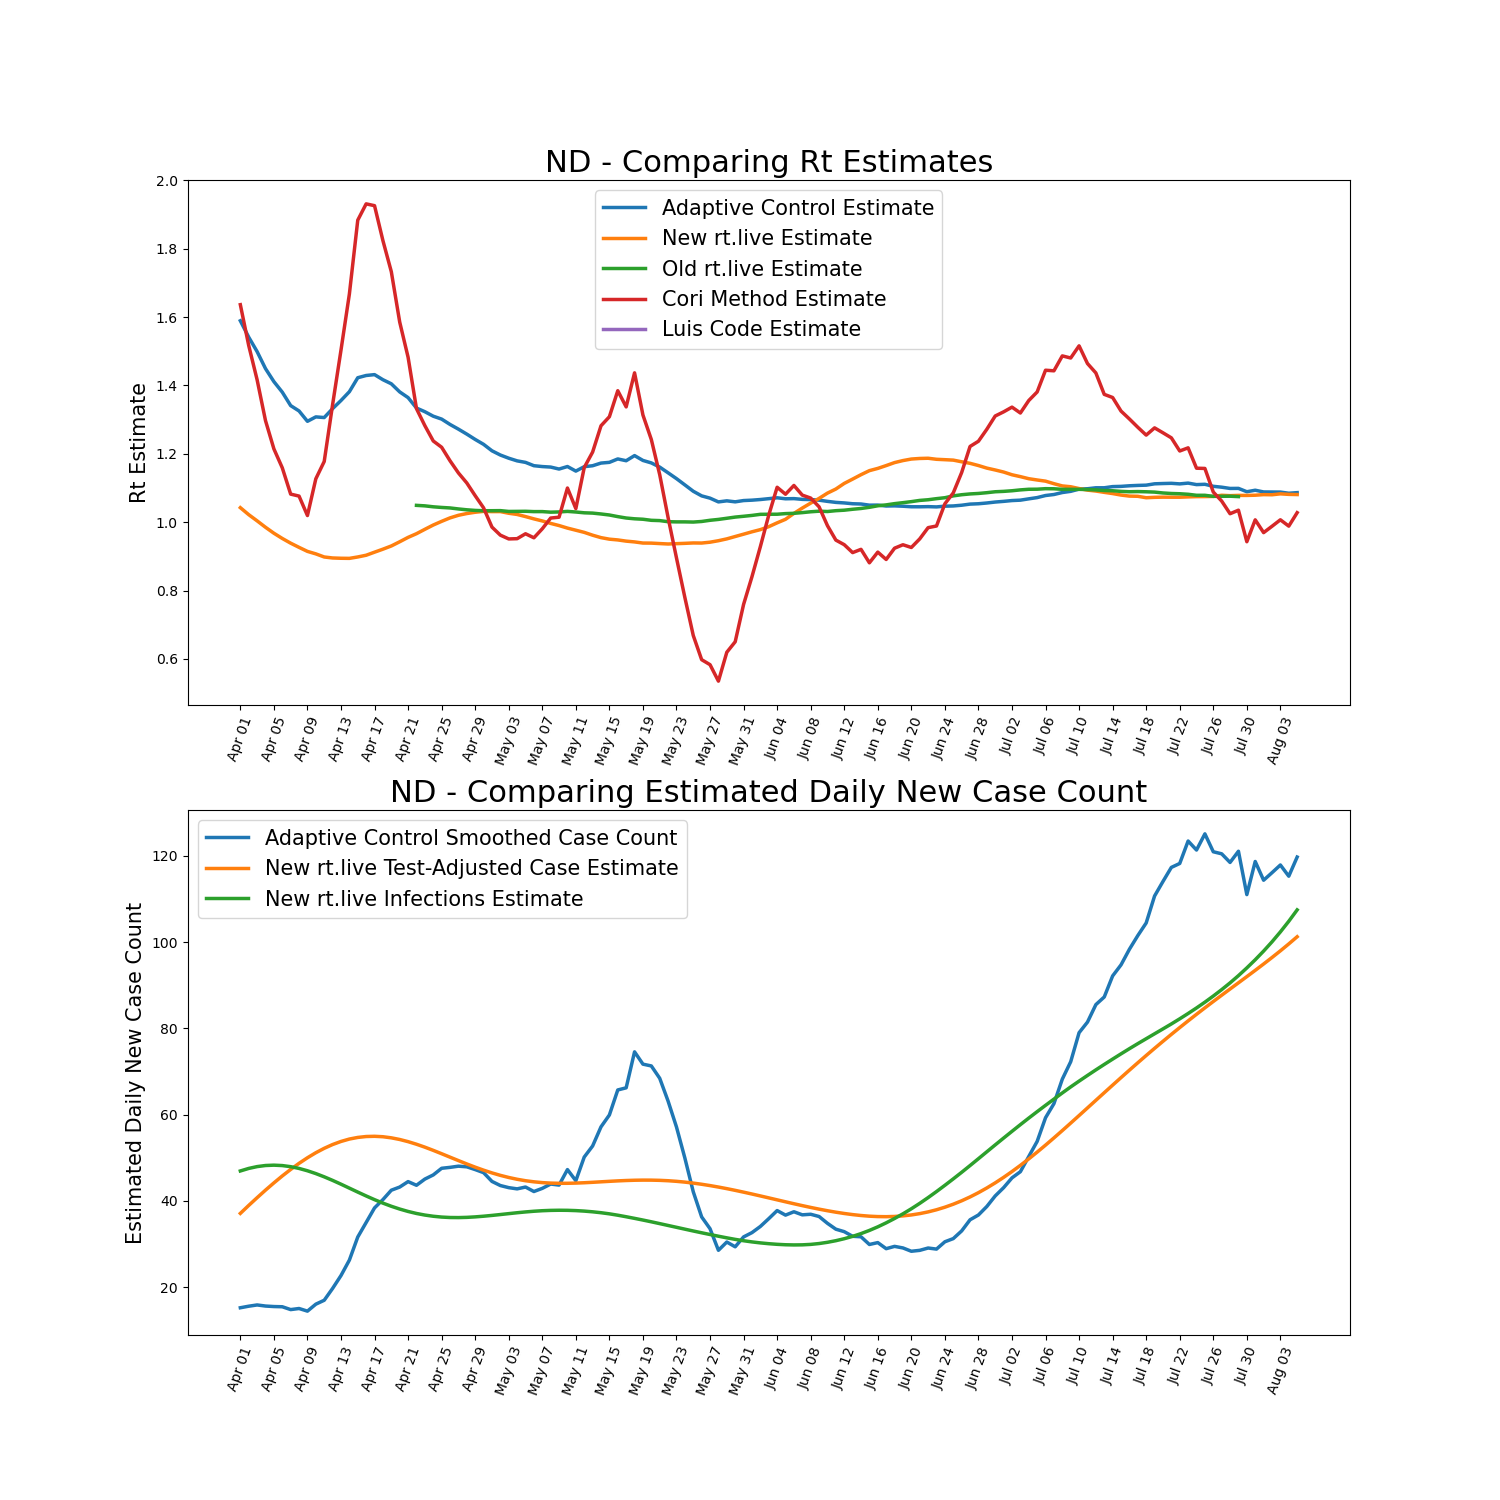 ND - Comparing Rt Estimates
2.0
1.8
1.6
1.4
1.2
1.0
0.8
0.6
Rt Estimate
Adaptive Control Estimate
New rt.live Estimate
Old rt.live Estimate
Cori Method Estimate
Luis Code Estimate
Apr 01
Apr 05
Apr 09
Apr 13
Apr 17
Apr 21
Apr 25
Apr 29
May 03
May 07
May 11
May 15
May 19
May 23
May 27
May 31
Jun 04
Jun 08
Jun 12
Jun 16
Jun 20
Jun 24
Jun 28
Jul 02
Jul 06
Jul 10
Jul 14
Jul 18
Jul 22
Jul 26
Jul 30
Aug 03
ND - Comparing Estimated Daily New Case Count
120
100
80
60
40
20
Estimated Daily New Case Count
Adaptive Control Smoothed Case Count
New rt.live Test-Adjusted Case Estimate
New rt.live Infections Estimate
Apr 01
Apr 05
Apr 09
Apr 13
Apr 17
Apr 21
Apr 25
Apr 29
May 03
May 07
May 11
May 15
May 19
May 23
May 27
May 31
Jun 04
Jun 08
Jun 12
Jun 16
Jun 20
Jun 24
Jun 28
Jul 02
Jul 06
Jul 10
Jul 14
Jul 18
Jul 22
Jul 26
Jul 30
Aug 03